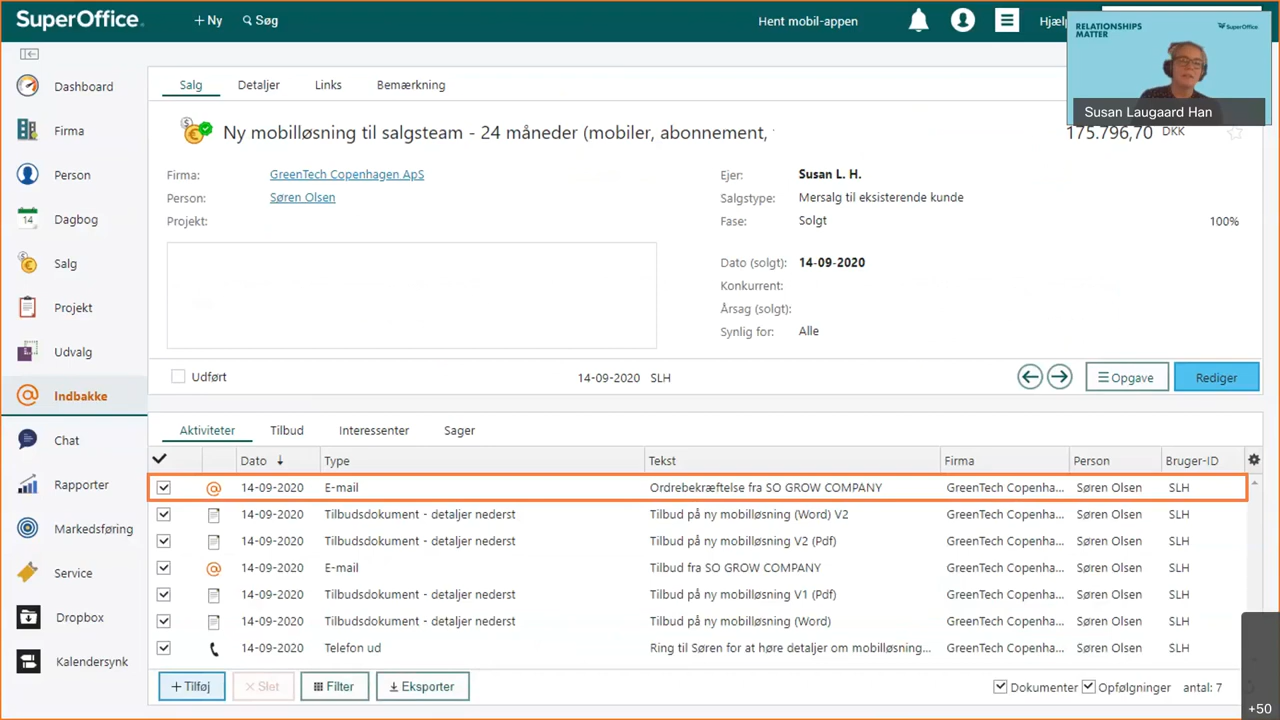 SuperOffice.
+ Ny
Søg
Hent mobil-appen
Hjælp
RELATIONSHIPS
MATTER
SuperOffice
Susan Laugaard Han
Dashboard
Firma
Person
14
Dagbog
Salg
Projekt
Udvalg
Indbakke
Chat
Rapporter
Markedsføring
Service
Dropbox
Kalendersynk
Salg
Detaljer
Links
Bemærkning
Ny mobilløsning til salgsteam - 24 måneder (mobiler, abonnement,
175.796,70 DKK
Firma: GreenTech Copenhagen ApS
Person: Søren Olsen
Projekt:
Ejer: Susan L. H.
Salgstype: Mersalg til eksisterende kunde
Fase: Solgt 100%
Dato (solgt): 14-09-2020
Konkurrent:
Årsag (solgt):
Synlig for: Alle
Udført
14-09-2020 SLH
Opgave
Rediger
Aktiviteter
Tilbud
Interessenter
Sager
Dato Type Tekst Firma Person Bruger-ID
14-09-2020 E-mail Ordrebekræftelse fra SO GROW COMPANY GreenTech Copenha... Søren Olsen SLH
14-09-2020 Tilbudsdokument - detaljer nederst Tilbud på ny mobilløsning (Word) V2 GreenTech Copenha... Søren Olsen SLH
14-09-2020 Tilbudsdokument - detaljer nederst Tilbud på ny mobilløsning V2 (Pdf) GreenTech Copenha... Søren Olsen SLH
14-09-2020 E-mail Tilbud fra SO GROW COMPANY GreenTech Copenha... Søren Olsen SLH
14-09-2020 Tilbudsdokument - detaljer nederst Tilbud på ny mobilløsning V1 (Pdf) GreenTech Copenha... Søren Olsen SLH
14-09-2020 Tilbudsdokument - detaljer nederst Tilbud på ny mobilløsning (Word) GreenTech Copenha... Søren Olsen SLH
14-09-2020 Telefon ud Ring til Søren for at høre detaljer om mobilløsning... GreenTech Copenha... Søren Olsen SLH
+ Tilføj
× Slet
Filter
Eksporter
Dokumenter
Opfølgninger
antal: 7
+50